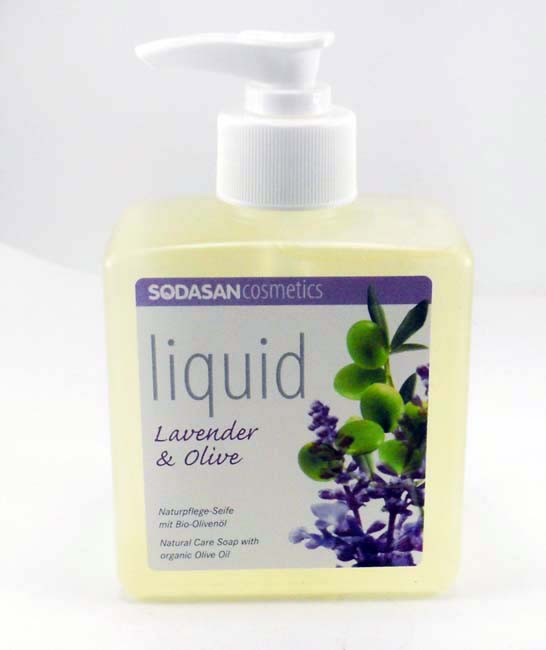 SODASANcosmetics
liquid
Lavender
& Olive
Naturpflege-Seife
mit Bio-Olivenöl
Natural Care Soap with
organic Olive Oil